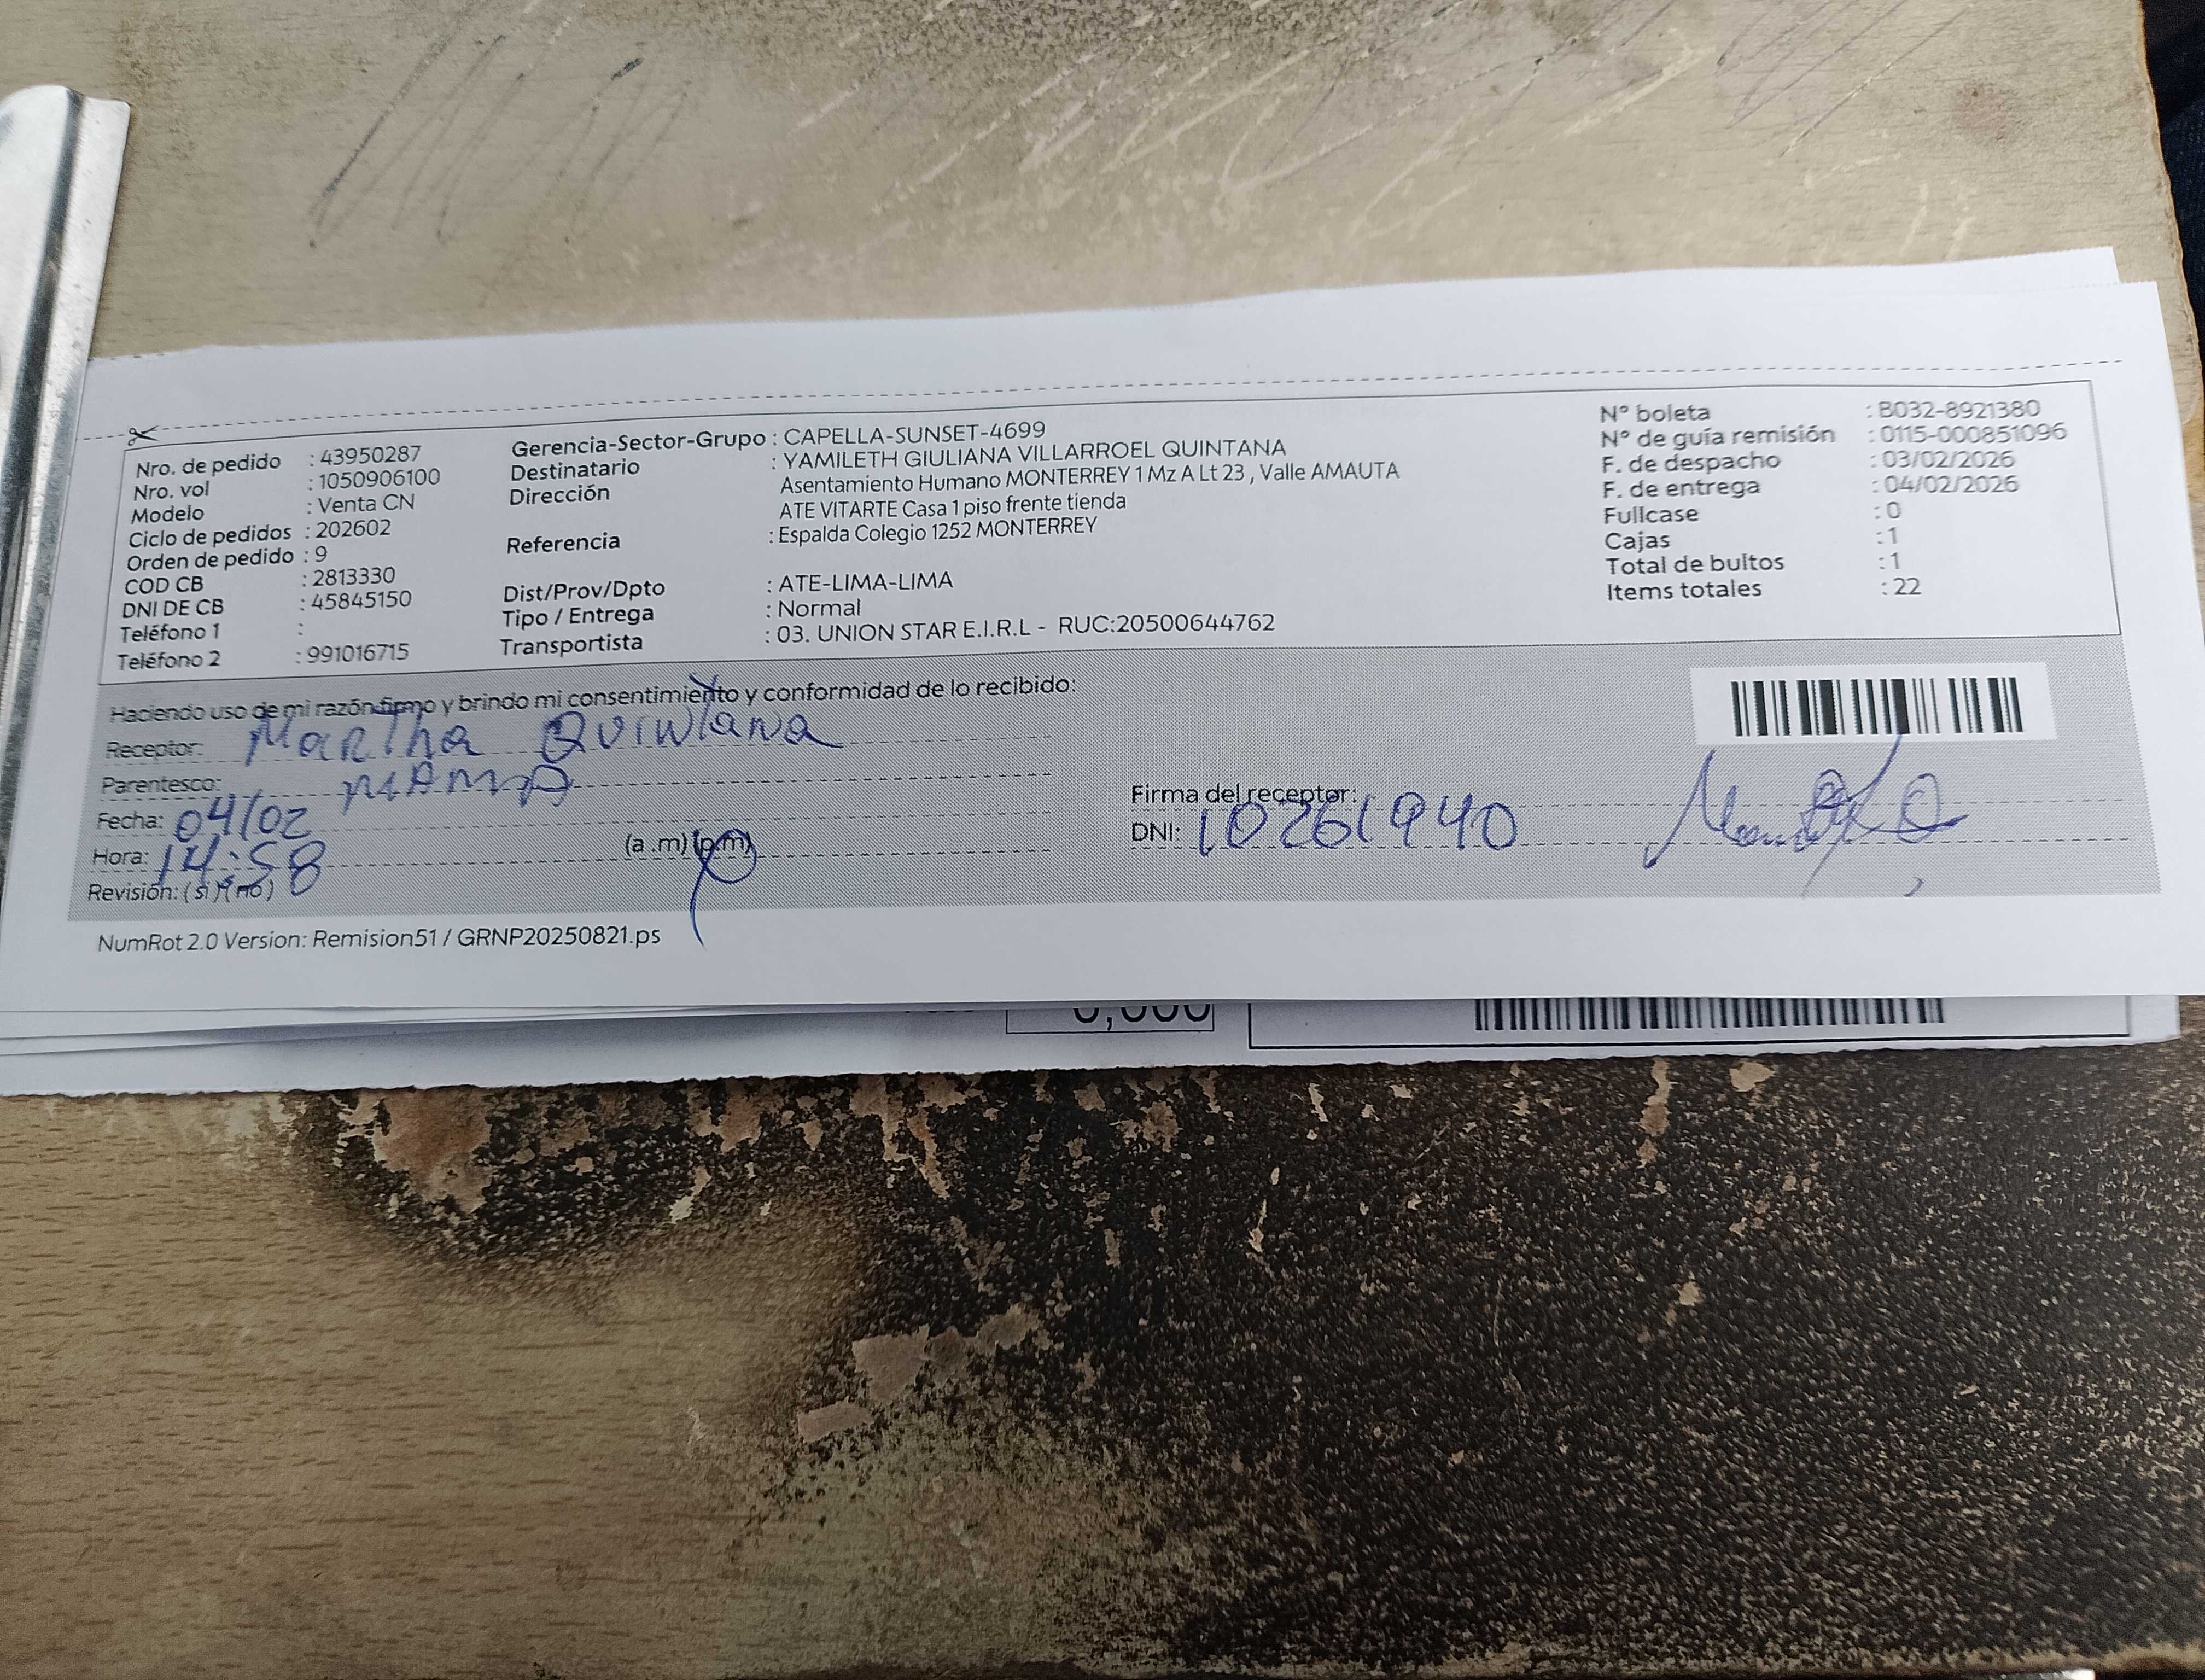 Nro. de pedido : 43950287
Nro. vol : 1050906100
Modelo : Venta CN
Ciclo de pedidos : 202602
Orden de pedido : 9
COD CB : 2813330
DNI DE CB : 45845150
Teléfono 1 :
Teléfono 2 : 991016715
Gerencia-Sector-Grupo : CAPELLA-SUNSET-4699
Destinatario : YAMILETH GIULIANA VILLARROEL QUINTANA
Dirección Asentamiento Humano MONTERREY 1 Mz A Lt 23 , Valle AMAUTA
ATE VITARTE Casa 1 piso frente tienda
Referencia : Espalda Colegio 1252 MONTERREY
Dist/Prov/Dpto : ATE-LIMA-LIMA
Tipo / Entrega : Normal
Transportista : 03. UNION STAR E.I.R.L - RUC:20500644762
N° boleta : B032-8921380
N° de guía remisión : 0115-000851096
F. de despacho : 03/02/2026
F. de entrega : 04/02/2026
Fullcase : 0
Cajas : 1
Total de bultos : 1
Items totales : 22
Haciendo uso de mi razón firmo y brindo mi consentimiento y conformidad de lo recibido:
Receptor: Martha Quintana
Parentesco: MAMA
Fecha: 04/02
Hora: 14:58 (a.m) (p.m)
Revisión: (si) (no)
Firma del receptor:
DNI: 10261940
NumRot 2.0 Version: Remision51 / GRNP20250821.ps
0,000